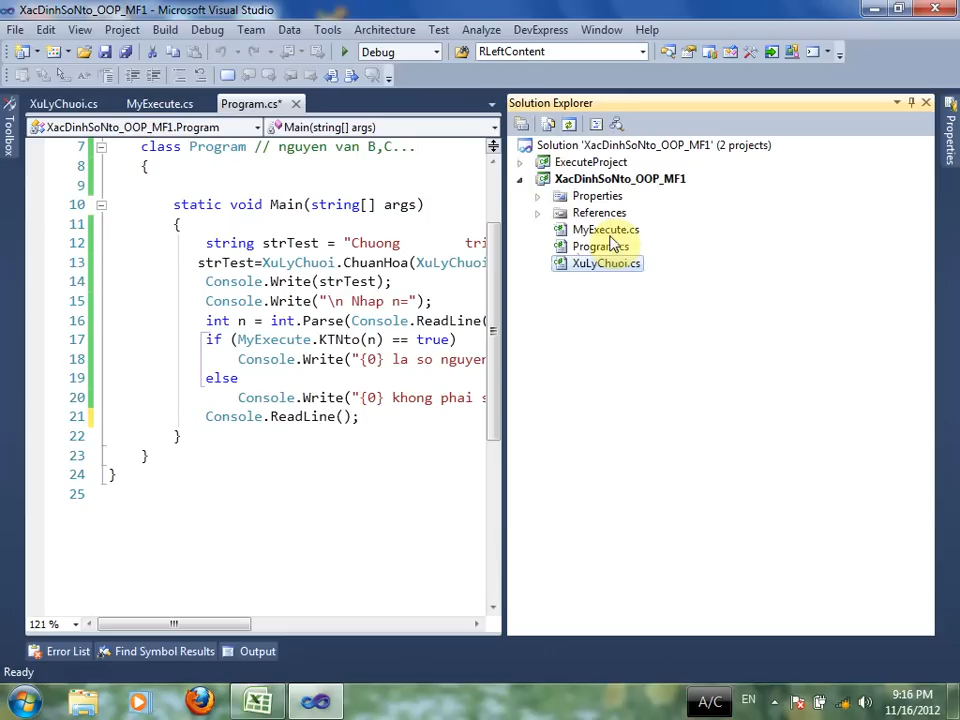 XacDinhSoNto_OOP_MF1 - Microsoft Visual Studio
File Edit View Project Build Debug Team Data Tools Architecture Test Analyze DevExpress Window Help
Debug RLeftContent
XuLyChuoi.cs MyExecute.cs Program.cs*
Solution Explorer
XacDinhSoNto_OOP_MF1.Program Main(string[] args)
Toolbox
Properties
Solution 'XacDinhSoNto_OOP_MF1' (2 projects)
ExecuteProject
XacDinhSoNto_OOP_MF1
Properties
References
MyExecute.cs
Program.cs
XuLyChuoi.cs
7 class Program // nguyen van B,C...
8 {
9
10 static void Main(string[] args)
11 {
12 string strTest = "Chuong tri
13 strTest=XuLyChuoi.ChuanHoa(XuLyChuoi
14 Console.Write(strTest);
15 Console.Write("\n Nhap n=");
16 int n = int.Parse(Console.ReadLine(
17 if (MyExecute.KTNto(n) == true)
18 Console.Write("{0} la so nguyen
19 else
20 Console.Write("{0} khong phai s
21 Console.ReadLine();
22 }
23 }
24 }
25
121 %
Error List Find Symbol Results Output
Ready
A/C EN 9:16 PM
11/16/2012